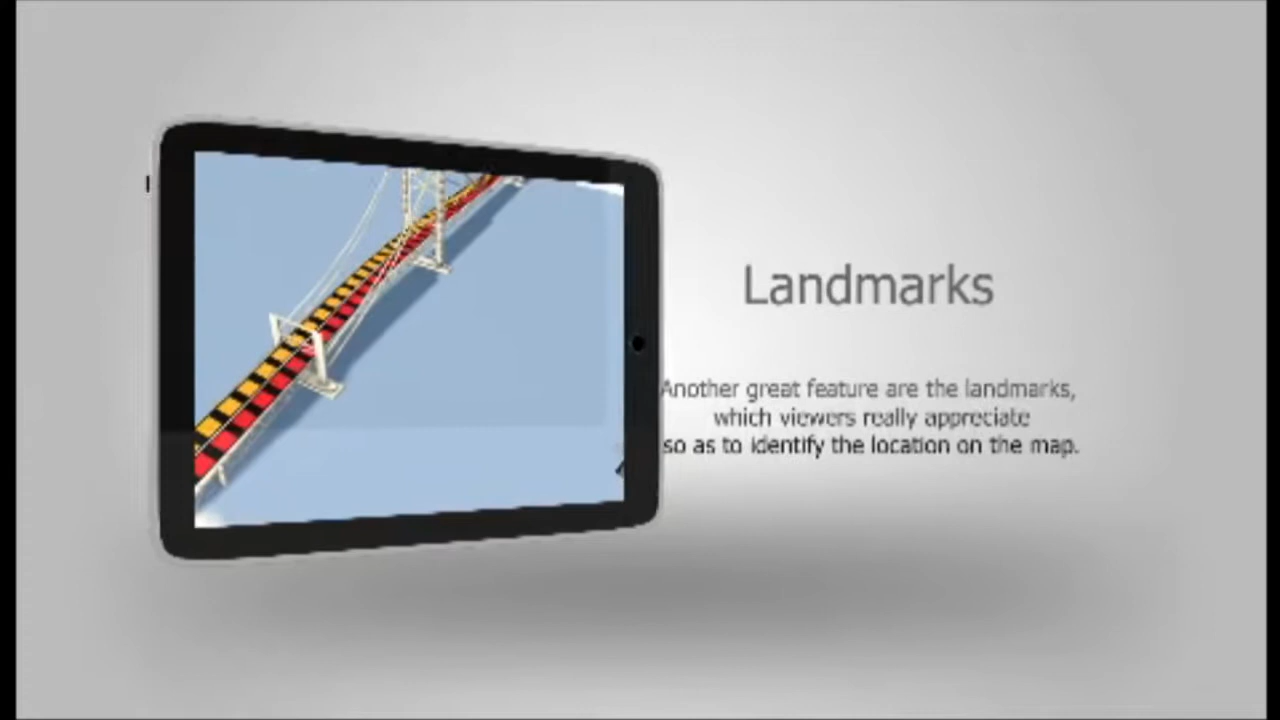 Landmarks
Another great feature are the landmarks,
which viewers really appreciate
so as to identify the location on the map.